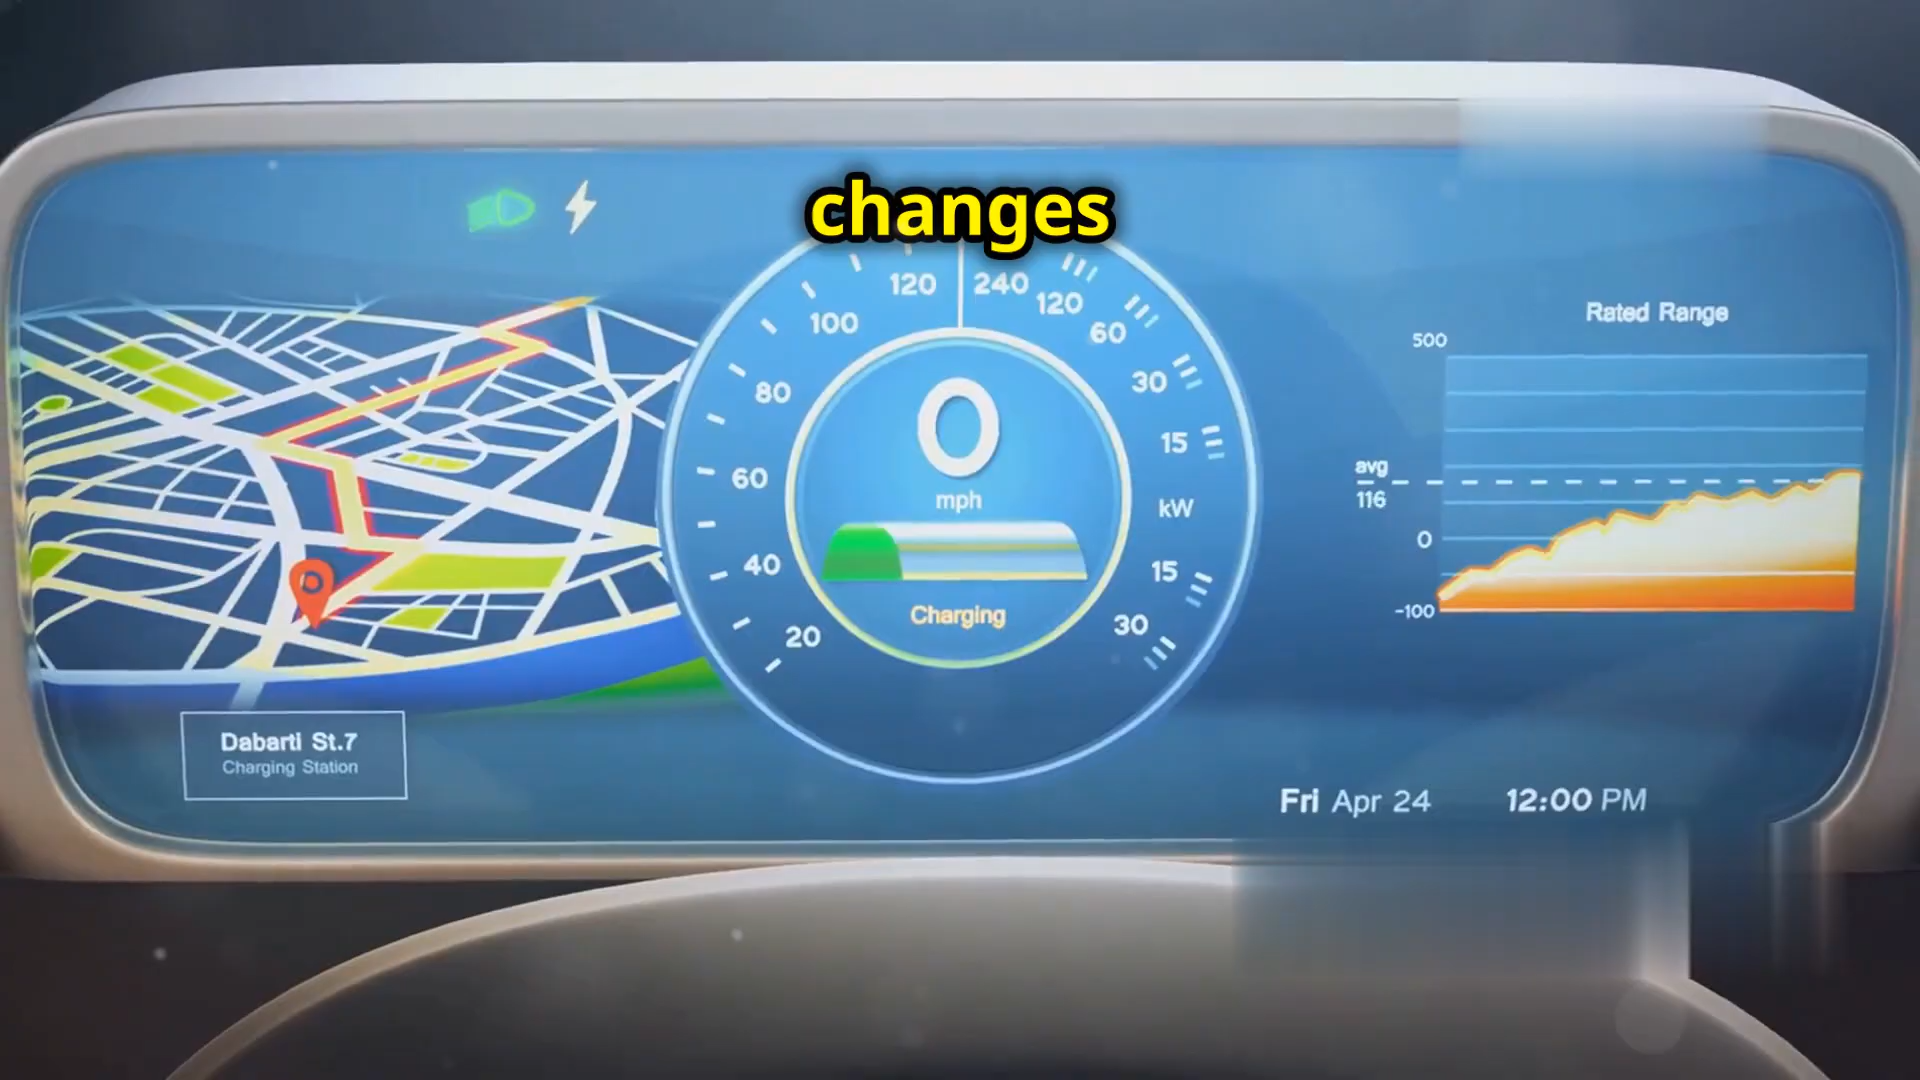 changes
120
240
100
120
60
80
30
60
15
kW
40
15
20
30
0
mph
Charging
Rated Range
500
avg
116
0
-100
Dabarti St.7
Charging Station
Fri Apr 24
12:00 PM